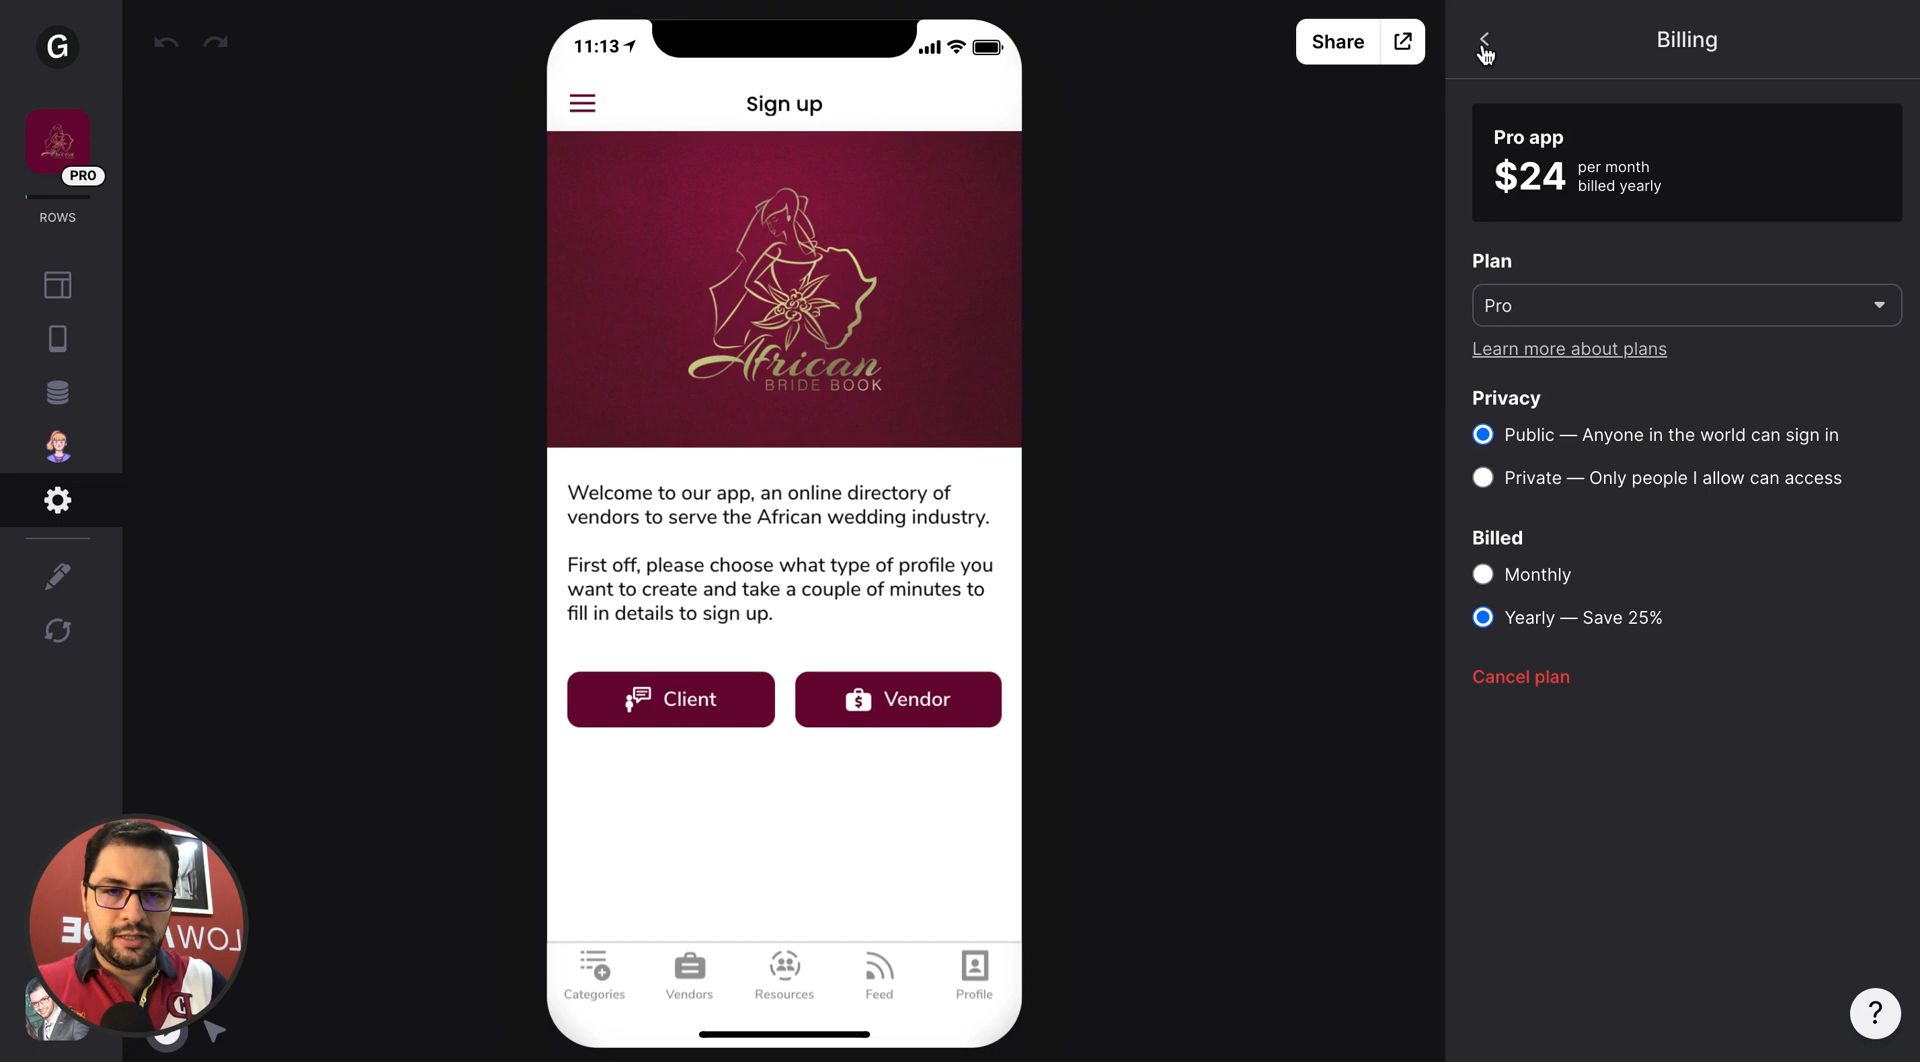 G
PRO
ROWS
11:13
Sign up
African
BRIDE BOOK
Welcome to our app, an online directory of
vendors to serve the African wedding industry.
First off, please choose what type of profile you
want to create and take a couple of minutes to
fill in details to sign up.
Client
Vendor
Categories
Vendors
Resources
Feed
Profile
Share
Billing
Pro app
$24
per month
billed yearly
Plan
Pro
Learn more about plans
Privacy
Public — Anyone in the world can sign in
Private — Only people I allow can access
Billed
Monthly
Yearly — Save 25%
Cancel plan
?